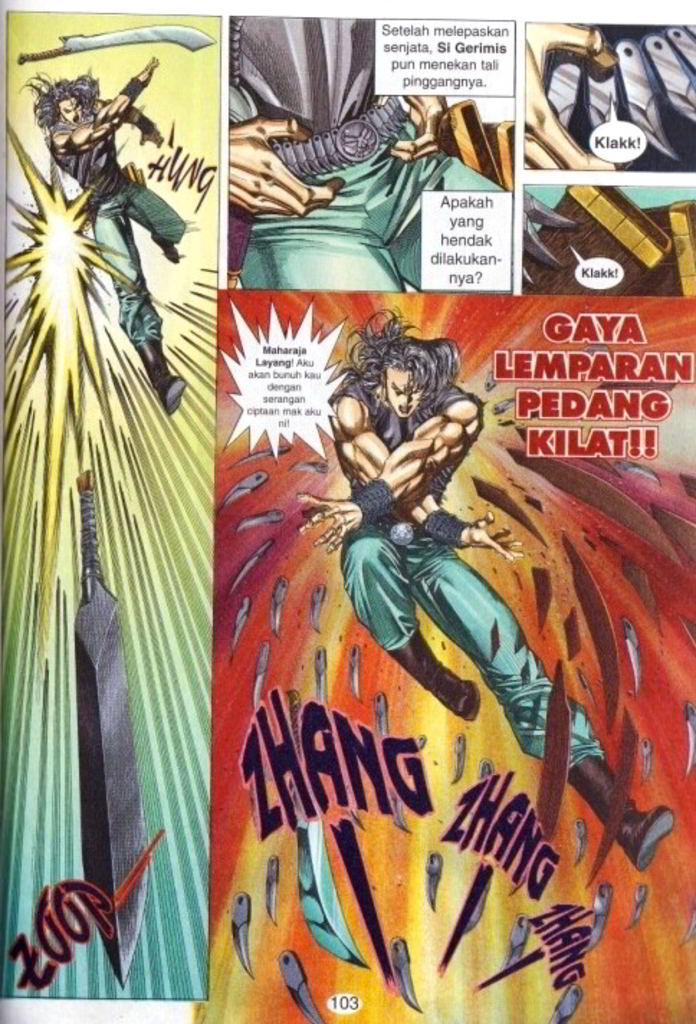 HUNG
ZOOP
Setelah melepaskan
senjata, Si Gerimis
pun menekan tali
pinggangnya.
Apakah
yang
hendak
dilakukan-
nya?
Klakk!
Klakk!
Maharaja
Layang! Aku
akan bunuh kau
dengan
serangan
ciptaan mak aku
ni!
GAYA
LEMPARAN
PEDANG
KILAT!!
ZHANG
ZHANG
ZHANG
103